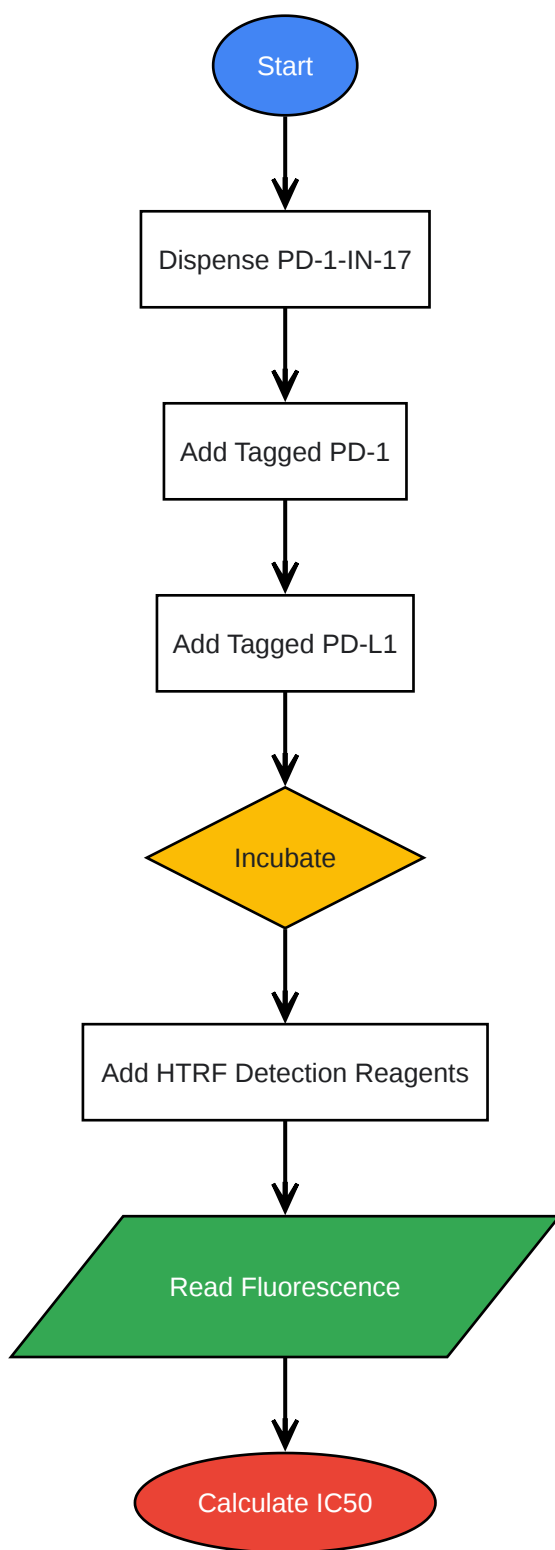 Start
Dispense PD-1-IN-17
Add Tagged PD-1
Add Tagged PD-L1
Incubate
Add HTRF Detection Reagents
Read Fluorescence
Calculate IC50